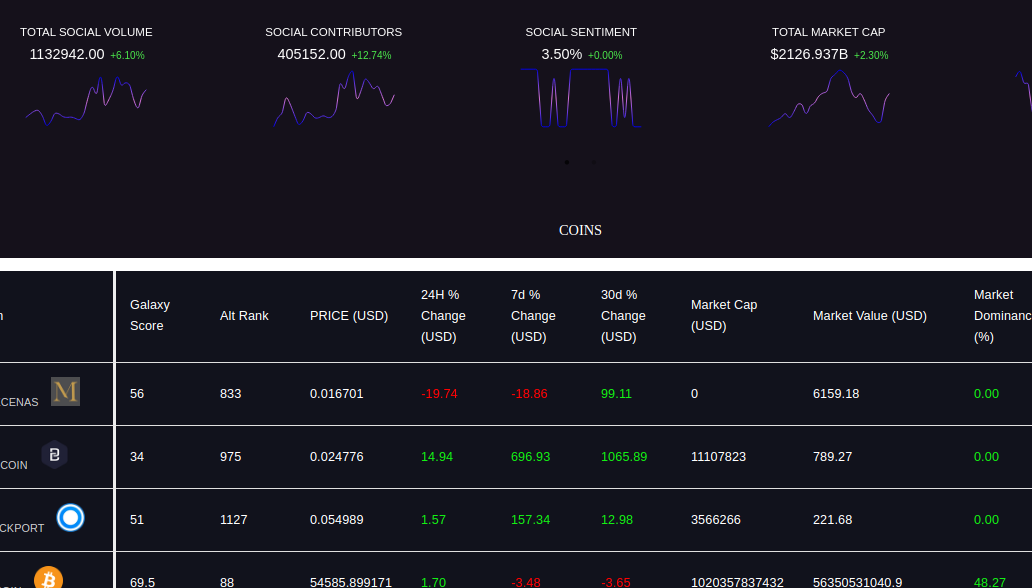 TOTAL SOCIAL VOLUME
1132942.00 +6.10%
SOCIAL CONTRIBUTORS
405152.00 +12.74%
SOCIAL SENTIMENT
3.50% +0.00%
TOTAL MARKET CAP
$2126.937B +2.30%
COINS
n
Galaxy
Score
Alt Rank
PRICE (USD)
24H %
Change
(USD)
7d %
Change
(USD)
30d %
Change
(USD)
Market Cap
(USD)
Market Value (USD)
Market
Dominanc
(%)
CENAS M 56 833 0.016701 -19.74 -18.86 99.11 0 6159.18 0.00
COIN 34 975 0.024776 14.94 696.93 1065.89 11107823 789.27 0.00
CKPORT 51 1127 0.054989 1.57 157.34 12.98 3566266 221.68 0.00
69.5 88 54585.899171 1.70 -3.48 -3.65 1020357837432 56350531040.9 48.27